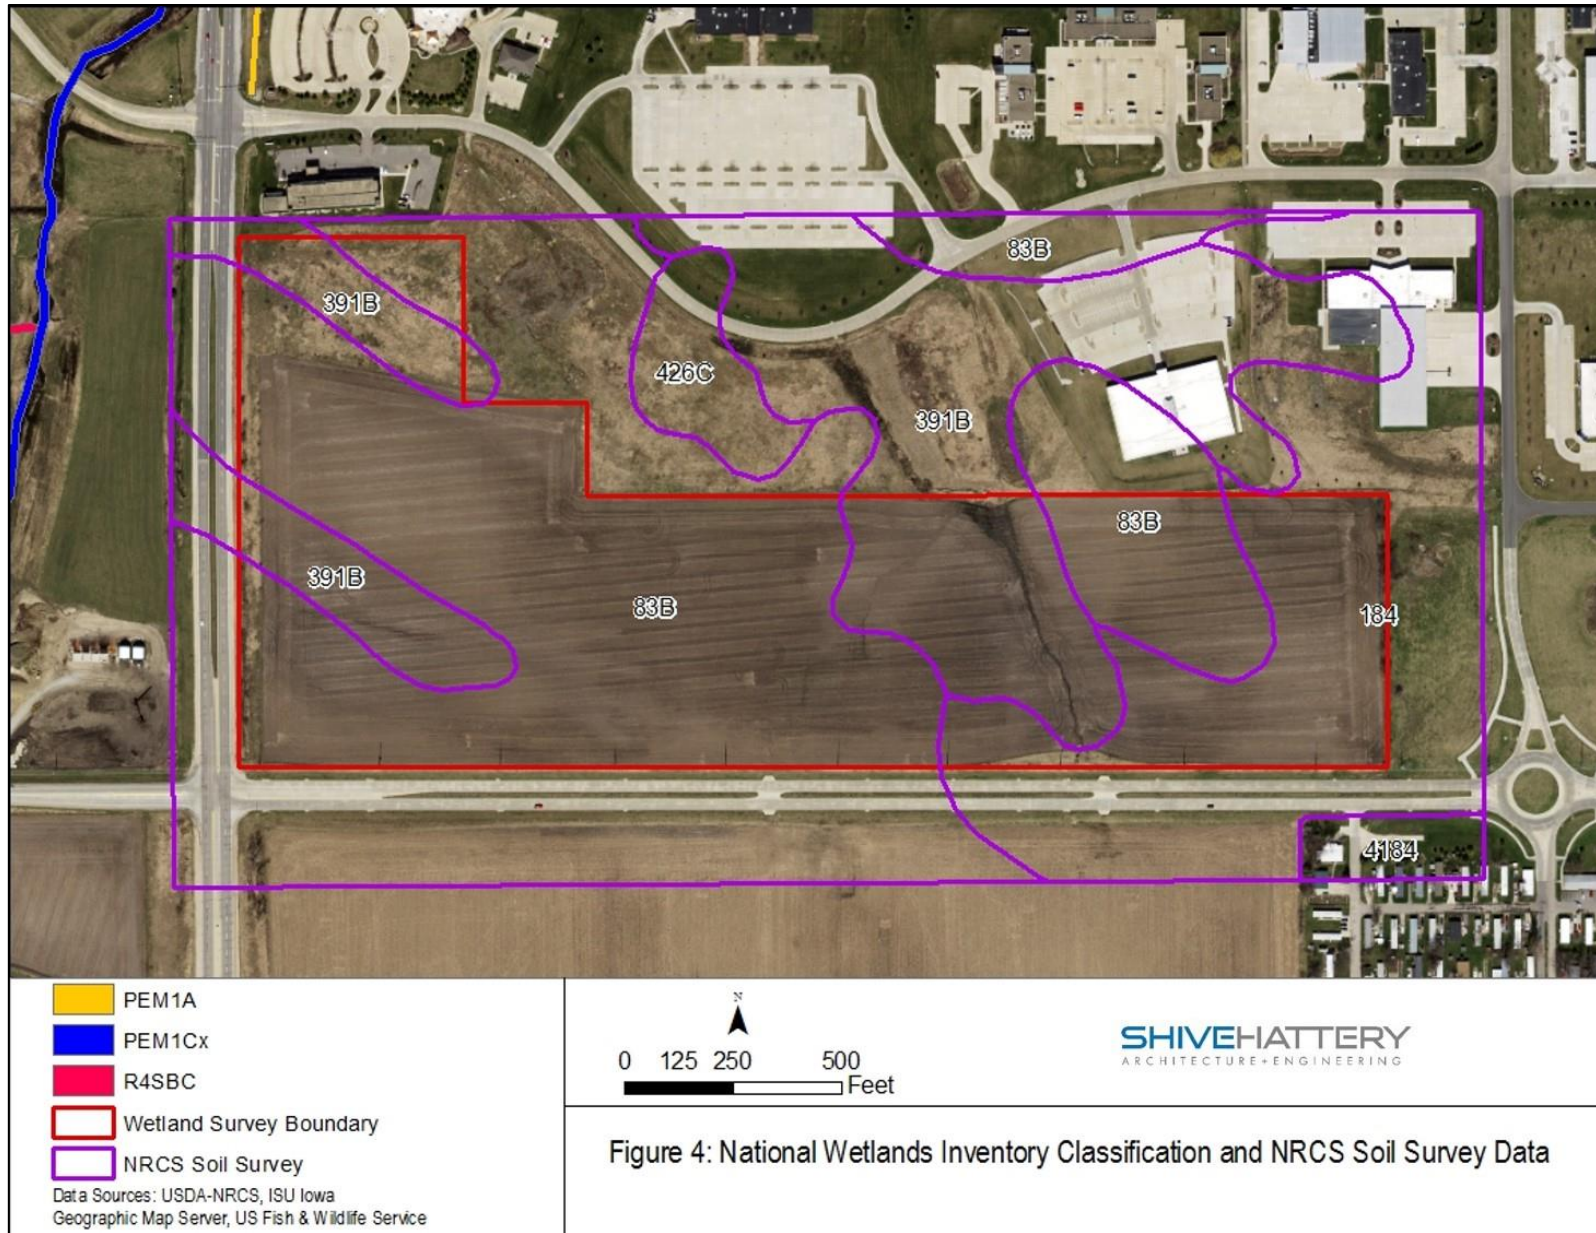 83B
391B
426C
391B
83B
391B
83B
184
4184
PEM1A
PEM1Cx
R4SBC
Wetland Survey Boundary
NRCS Soil Survey
Data Sources: USDA-NRCS, ISU Iowa
Geographic Map Server, US Fish & Wildlife Service
N
0 125 250 500
Feet
SHIVEHATTERY
ARCHITECTURE+ENGINEERING
Figure 4: National Wetlands Inventory Classification and NRCS Soil Survey Data